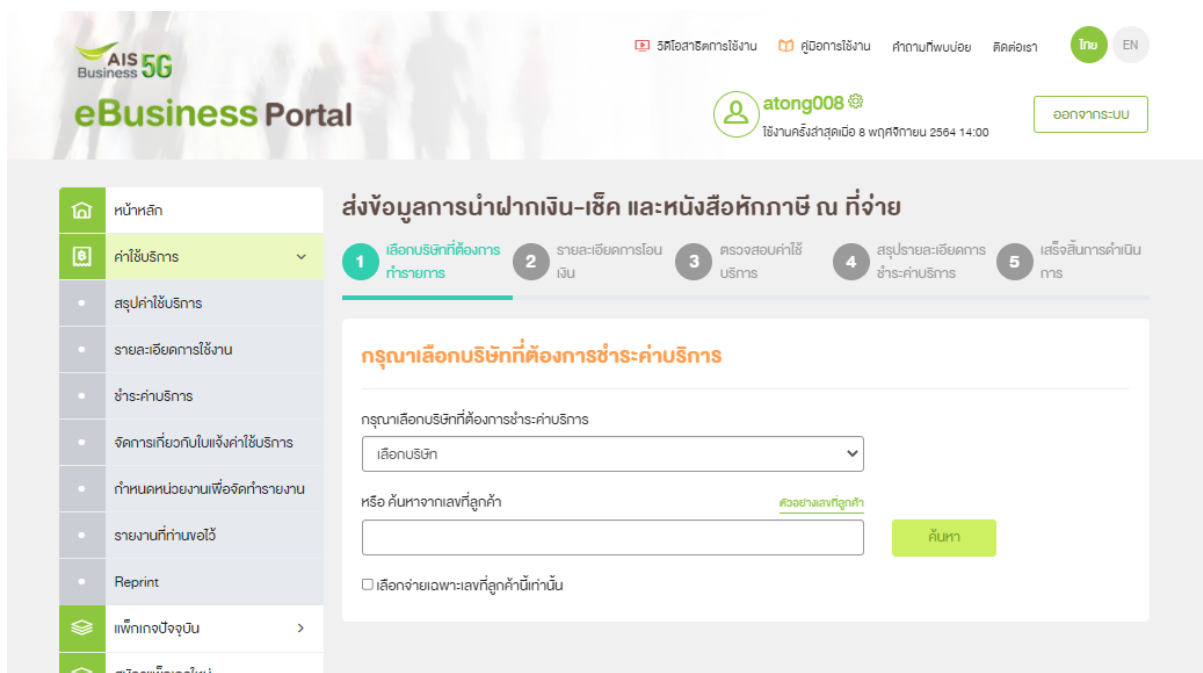 AIS 5G
Business
วิดีโอสาธิตการใช้งาน
คู่มือการใช้งาน
คำถามที่พบบ่อย
ติดต่อเรา
ไทย
EN
eBusiness Portal
atong008
ใช้งานครั้งล่าสุดเมื่อ 8 พฤศจิกายน 2564 14:00
ออกจากระบบ
หน้าหลัก
ค่าใช้บริการ
สรุปค่าใช้บริการ
รายละเอียดการใช้งาน
ชำระค่าบริการ
จัดการเกี่ยวกับใบแจ้งค่าใช้บริการ
กำหนดหน่วยงานเพื่อจัดทำรายงาน
รายงานที่ท่านขอไว้
Reprint
แพ็กเกจปัจจุบัน
ส่งข้อมูลการนำฝากเงิน-เช็ค และหนังสือหักภาษี ณ ที่จ่าย
1 เลือกบริษัทที่ต้องการ
ทำรายการ
2 รายละเอียดการโอน
เงิน
3 ตรวจสอบค่าใช้
บริการ
4 สรุปรายละเอียดการ
ชำระค่าบริการ
5 เสร็จสิ้นการดำเนิน
การ
กรุณาเลือกบริษัทที่ต้องการชำระค่าบริการ
กรุณาเลือกบริษัทที่ต้องการชำระค่าบริการ
เลือกบริษัท
หรือ ค้นหาจากเลขที่ลูกค้า
ตัวอย่างเลขที่ลูกค้า
ค้นหา
เลือกจ่ายเฉพาะเลขที่ลูกค้านี้เท่านั้น